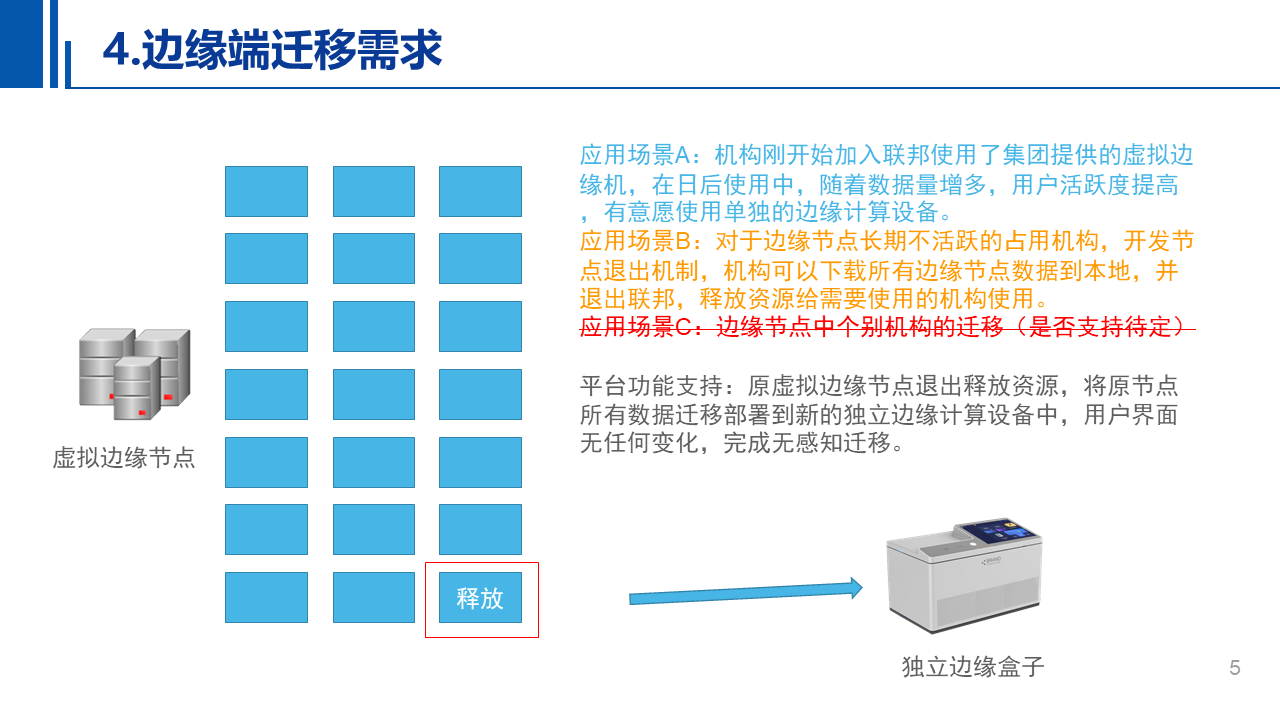 4.边缘端迁移需求
应用场景A：机构刚开始加入联邦使用了集团提供的虚拟边
缘机，在日后使用中，随着数据量增多，用户活跃度提高
，有意愿使用单独的边缘计算设备。
应用场景B：对于边缘节点长期不活跃的占用机构，开发节
点退出机制，机构可以下载所有边缘节点数据到本地，并
退出联邦，释放资源给需要使用的机构使用。
应用场景C：边缘节点中个别机构的迁移（是否支持待定）
平台功能支持：原虚拟边缘节点退出释放资源，将原节点
所有数据迁移部署到新的独立边缘计算设备中，用户界面
无任何变化，完成无感知迁移。
虚拟边缘节点
释放
BRAND
独立边缘盒子
5